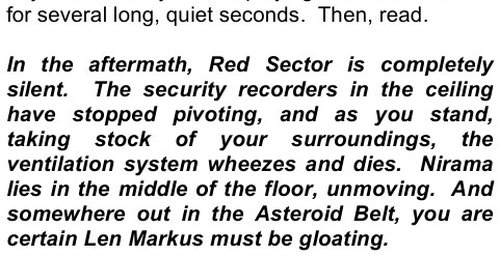 for several long, quiet seconds.  Then, read.
In the aftermath, Red Sector is completely
silent.  The security recorders in the ceiling
have stopped pivoting, and as you stand,
taking stock of your surroundings, the
ventilation system wheezes and dies.  Nirama
lies in the middle of the floor, unmoving.  And
somewhere out in the Asteroid Belt, you are
certain Len Markus must be gloating.